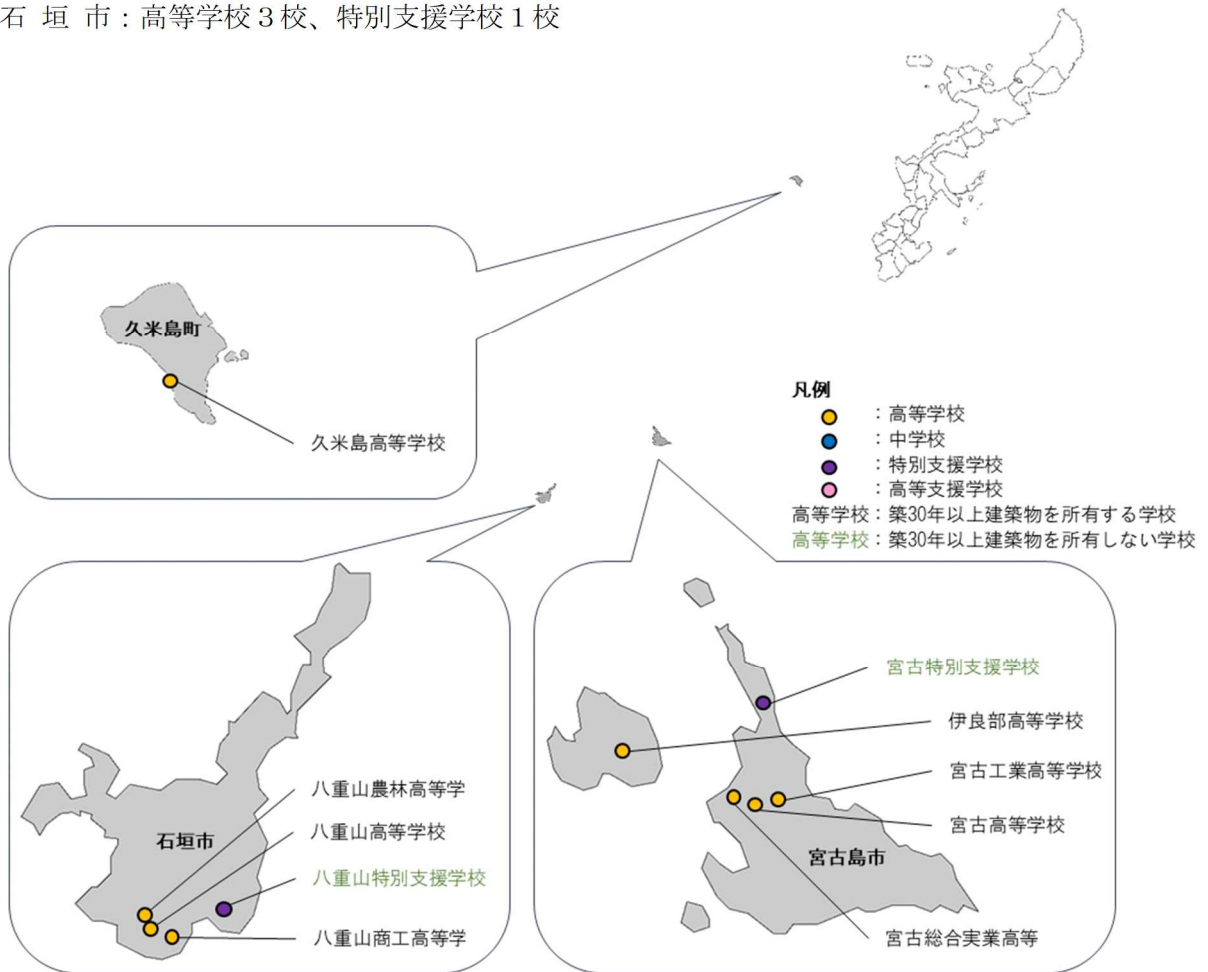 石 垣 市：高等学校３校、特別支援学校１校
久米島町
久米島高等学校
凡例
：高等学校
：中学校
：特別支援学校
：高等支援学校
高等学校：築30年以上建築物を所有する学校
高等学校：築30年以上建築物を所有しない学校
石垣市
八重山農林高等学
八重山高等学校
八重山特別支援学校
八重山商工高等学
宮古特別支援学校
伊良部高等学校
宮古工業高等学校
宮古高等学校
宮古島市
宮古総合実業高等